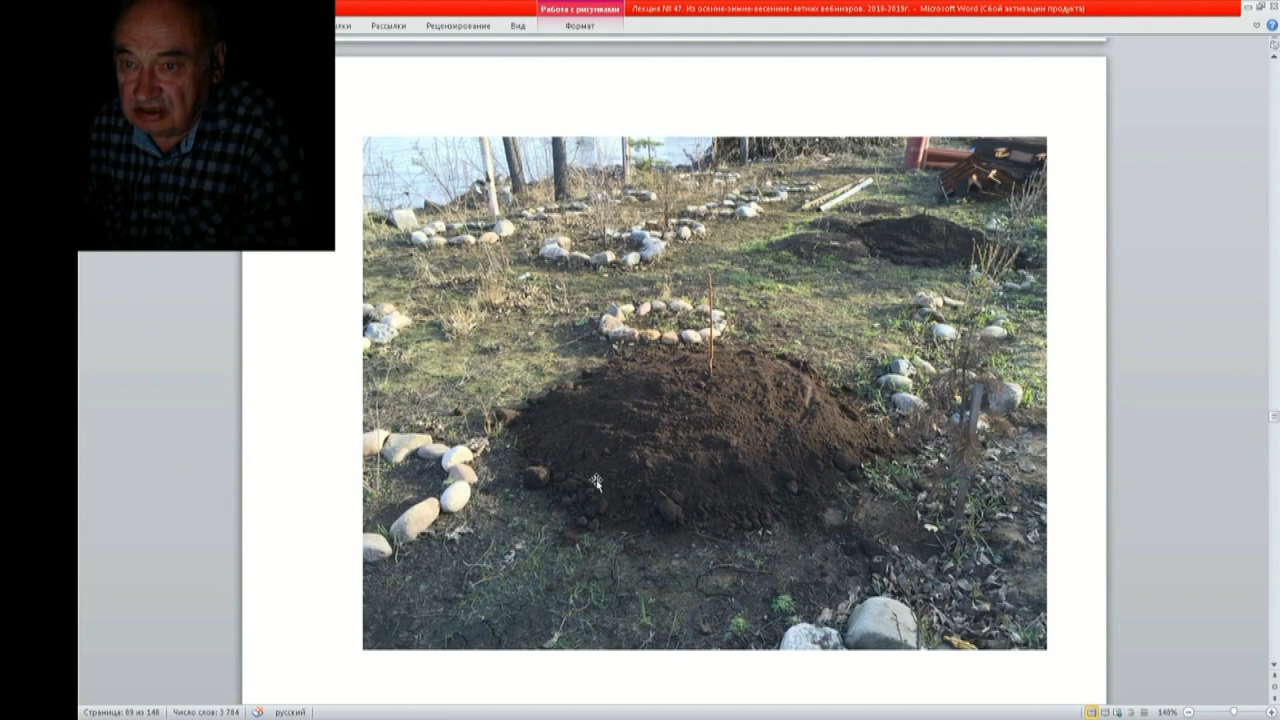 Работа с рисунками
Лекция № 47. Из осенне-зимне-весенние-летних вебинаров. 2018-2019г. - Microsoft Word (Сбой активации продукта)
Рассылки
Рецензирование
Вид
Формат
Страница: 89 из 148
Число слов: 3 784
русский
148%